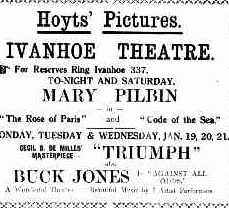 Hoyts' Pictures.
IVANHOE THEATRE.
For Reserves Ring Ivanhoe 337.
TO-NIGHT AND SATURDAY.
MARY PILBIN
in
"The Rose of Paris" and "Code of the Sea."
ONDAY, TUESDAY & WEDNESDAY, JAN. 19, 20, 21.
CECIL B. DE MILLES' MASTERPIECE— "TRIUMPH"
also
BUCK JONES In "AGAINST ALL ODDS."
A Wonderful Theatre Beautiful Music by Artist Performers